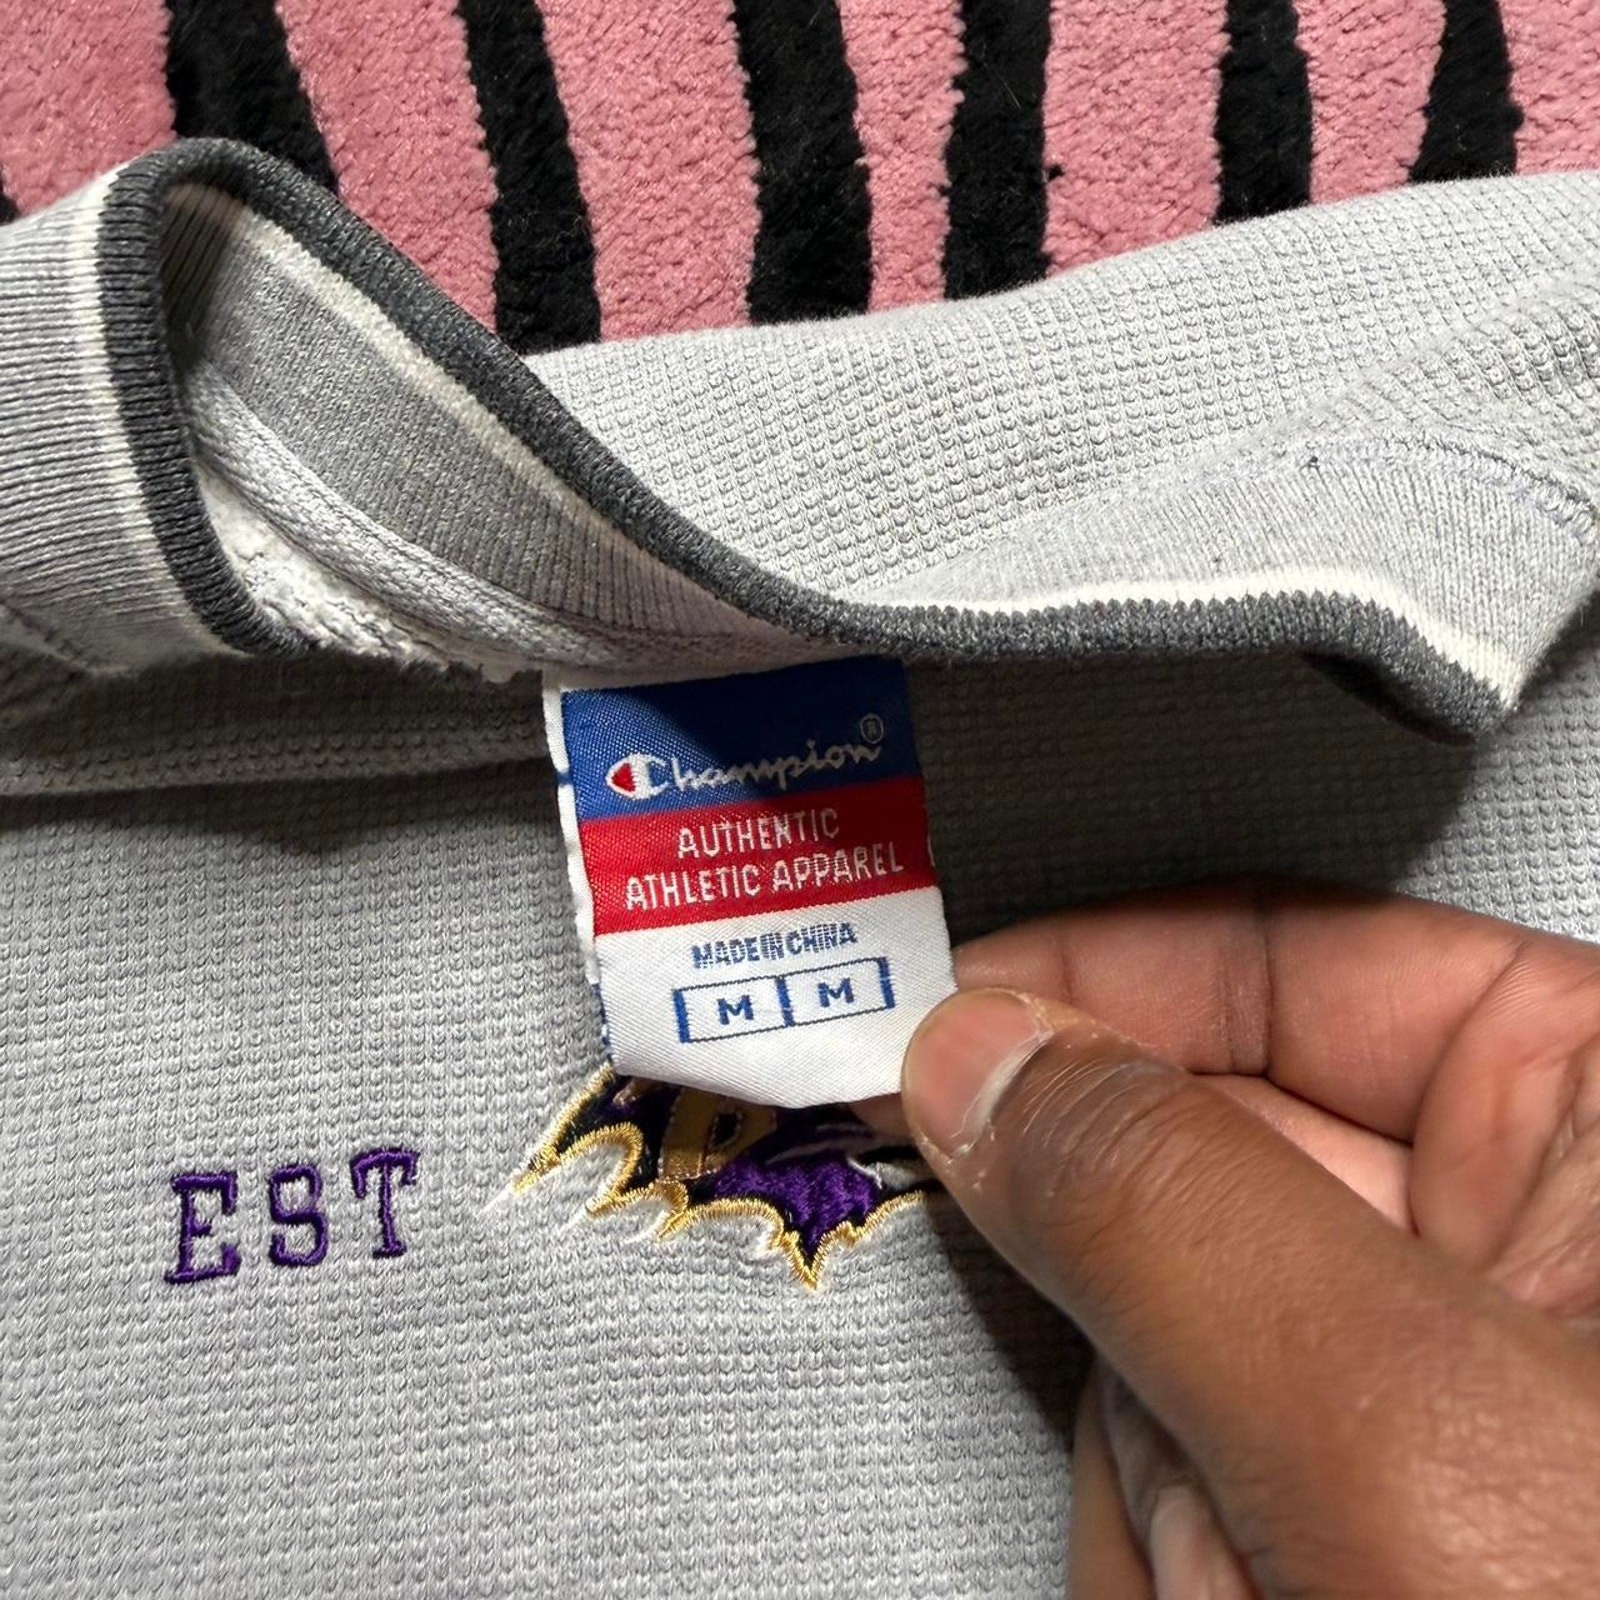 Champion®
AUTHENTIC
ATHLETIC APPAREL
MADE IN CHINA
M M
EST
B